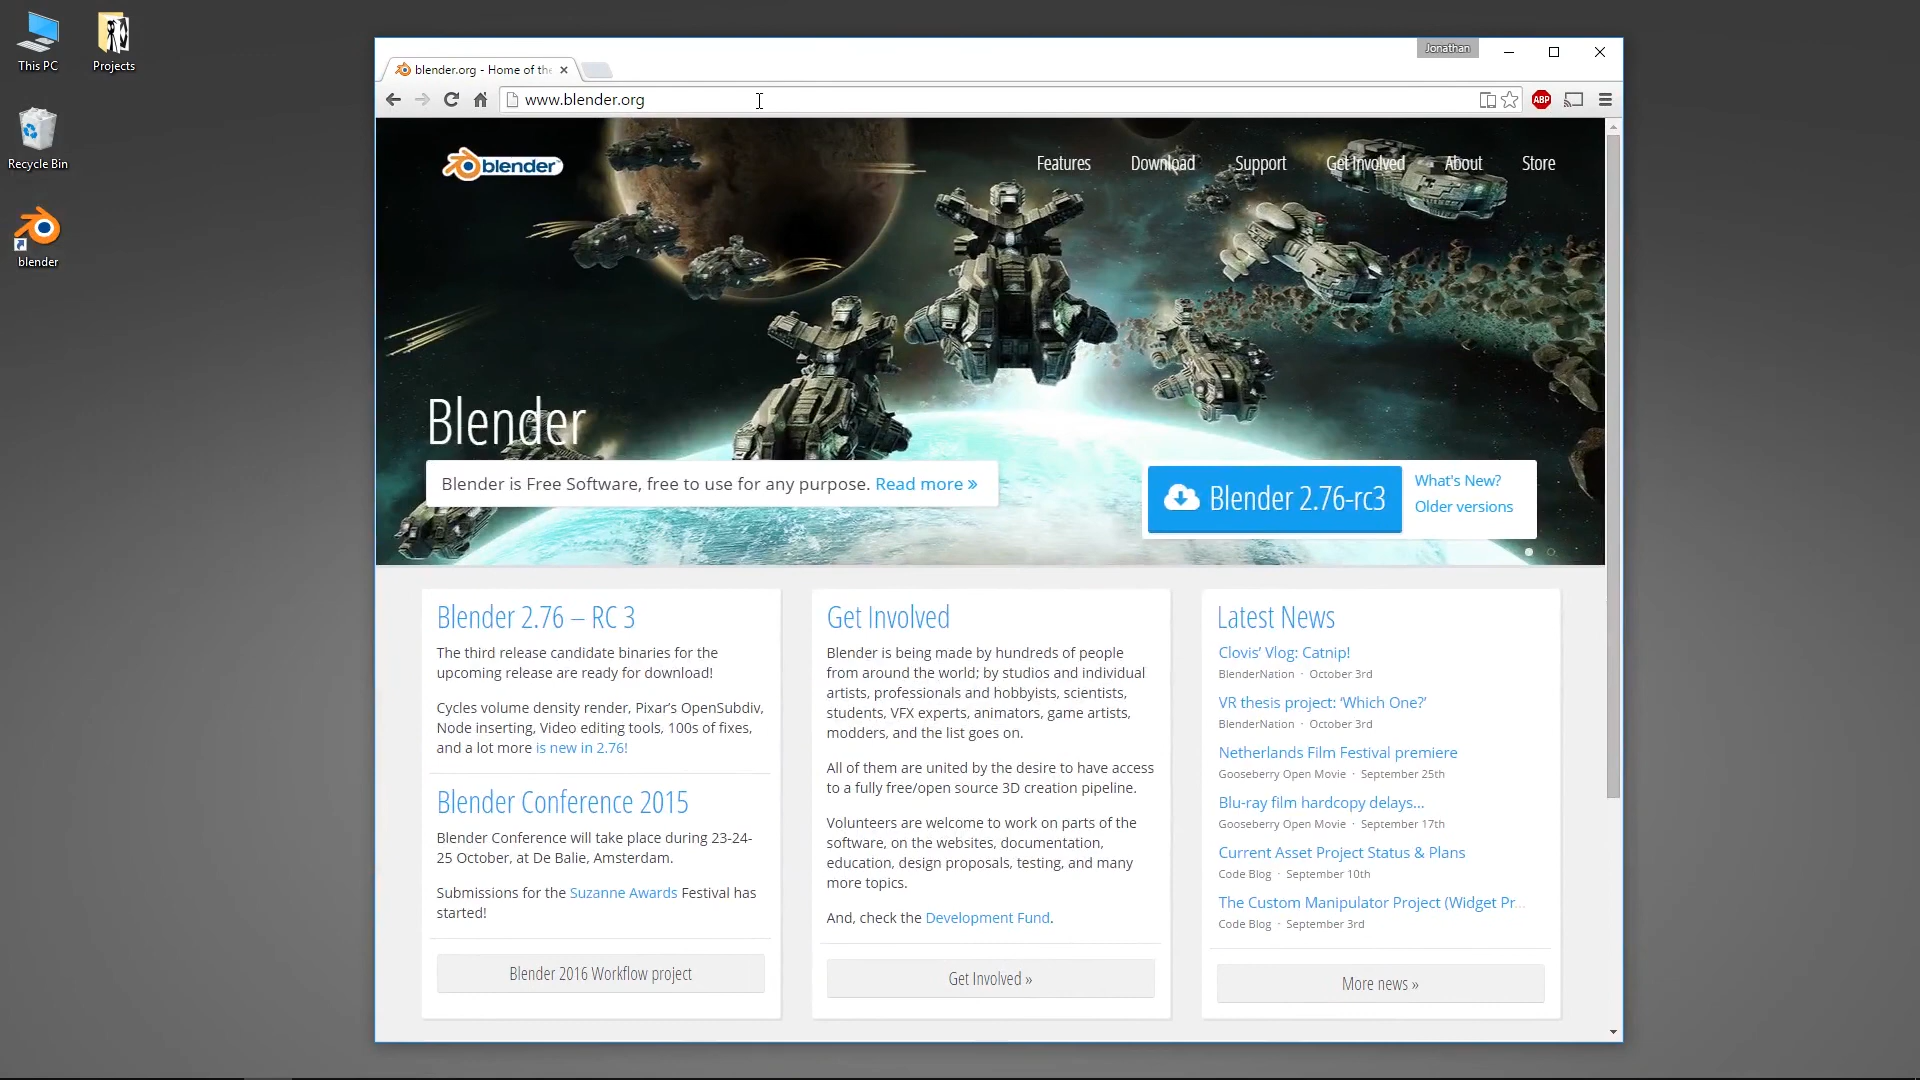 This PC
Projects
Recycle Bin
blender
Jonathan
blender.org - Home of the
www.blender.org
ABP
blender
Features
Download
Support
Get Involved
About
Store
Blender
Blender is Free Software, free to use for any purpose. Read more »
Blender 2.76-rc3
What's New?
Older versions
Blender 2.76 – RC 3
The third release candidate binaries for the
upcoming release are ready for download!
Cycles volume density render, Pixar's OpenSubdiv,
Node inserting, Video editing tools, 100s of fixes,
and a lot more is new in 2.76!
Blender Conference 2015
Blender Conference will take place during 23-24-
25 October, at De Balie, Amsterdam.
Submissions for the Suzanne Awards Festival has
started!
Blender 2016 Workflow project
Get Involved
Blender is being made by hundreds of people
from around the world; by studios and individual
artists, professionals and hobbyists, scientists,
students, VFX experts, animators, game artists,
modders, and the list goes on.
All of them are united by the desire to have access
to a fully free/open source 3D creation pipeline.
Volunteers are welcome to work on parts of the
software, on the websites, documentation,
education, design proposals, testing, and many
more topics.
And, check the Development Fund.
Get Involved »
Latest News
Clovis' Vlog: Catnip!
BlenderNation · October 3rd
VR thesis project: ‘Which One?’
BlenderNation · October 3rd
Netherlands Film Festival premiere
Gooseberry Open Movie · September 25th
Blu-ray film hardcopy delays…
Gooseberry Open Movie · September 17th
Current Asset Project Status & Plans
Code Blog · September 10th
The Custom Manipulator Project (Widget Pr...
Code Blog · September 3rd
More news »